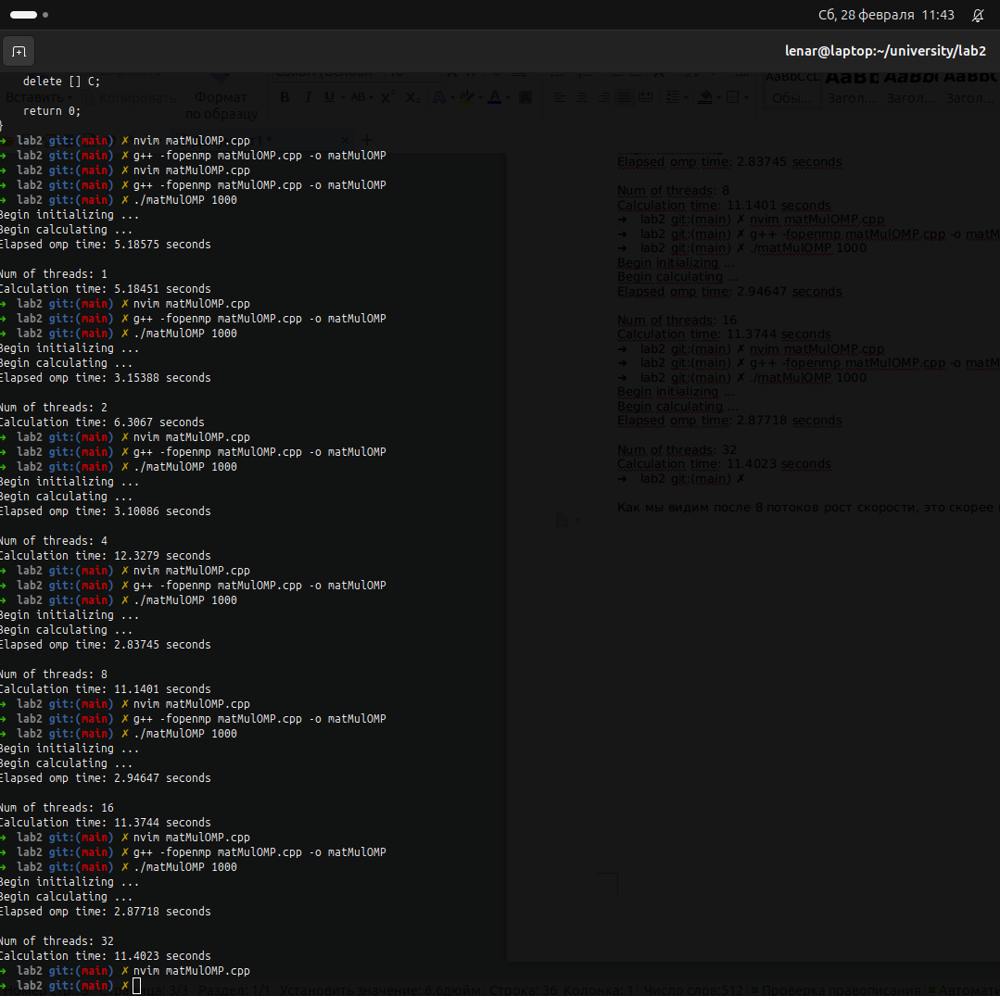 Сб, 28 февраля 11:43
lenar@laptop:~/university/lab2
delete [] C;
return 0;
}
→ lab2 git:(main) ✗ nvim matMulOMP.cpp
→ lab2 git:(main) ✗ g++ -fopenmp matMulOMP.cpp -o matMulOMP
→ lab2 git:(main) ✗ nvim matMulOMP.cpp
→ lab2 git:(main) ✗ g++ -fopenmp matMulOMP.cpp -o matMulOMP
→ lab2 git:(main) ✗ ./matMulOMP 1000
Begin initializing ...
Begin calculating ...
Elapsed omp time: 5.18575 seconds
Num of threads: 1
Calculation time: 5.18451 seconds
→ lab2 git:(main) ✗ nvim matMulOMP.cpp
→ lab2 git:(main) ✗ g++ -fopenmp matMulOMP.cpp -o matMulOMP
→ lab2 git:(main) ✗ ./matMulOMP 1000
Begin initializing ...
Begin calculating ...
Elapsed omp time: 3.15388 seconds
Num of threads: 2
Calculation time: 6.3067 seconds
→ lab2 git:(main) ✗ nvim matMulOMP.cpp
→ lab2 git:(main) ✗ g++ -fopenmp matMulOMP.cpp -o matMulOMP
→ lab2 git:(main) ✗ ./matMulOMP 1000
Begin initializing ...
Begin calculating ...
Elapsed omp time: 3.10086 seconds
Num of threads: 4
Calculation time: 12.3279 seconds
→ lab2 git:(main) ✗ nvim matMulOMP.cpp
→ lab2 git:(main) ✗ g++ -fopenmp matMulOMP.cpp -o matMulOMP
→ lab2 git:(main) ✗ ./matMulOMP 1000
Begin initializing ...
Begin calculating ...
Elapsed omp time: 2.83745 seconds
Num of threads: 8
Calculation time: 11.1401 seconds
→ lab2 git:(main) ✗ nvim matMulOMP.cpp
→ lab2 git:(main) ✗ g++ -fopenmp matMulOMP.cpp -o matMulOMP
→ lab2 git:(main) ✗ ./matMulOMP 1000
Begin initializing ...
Begin calculating ...
Elapsed omp time: 2.94647 seconds
Num of threads: 16
Calculation time: 11.3744 seconds
→ lab2 git:(main) ✗ nvim matMulOMP.cpp
→ lab2 git:(main) ✗ g++ -fopenmp matMulOMP.cpp -o matMulOMP
→ lab2 git:(main) ✗ ./matMulOMP 1000
Begin initializing ...
Begin calculating ...
Elapsed omp time: 2.87718 seconds
Num of threads: 32
Calculation time: 11.4023 seconds
→ lab2 git:(main) ✗ nvim matMulOMP.cpp
→ lab2 git:(main) ✗
Вставить Копировать Формат
по образцу
AaBbCcL AaBb AaBb AaBbC
Обы... Загол... Загол... Загол...
Elapsed omp time: 2.83745 seconds
Num of threads: 8
Calculation time: 11.1401 seconds
→ lab2 git:(main) ✗ nvim matMulOMP.cpp
→ lab2 git:(main) ✗ g++ -fopenmp matMulOMP.cpp -o matM
→ lab2 git:(main) ✗ ./matMulOMP 1000
Begin initializing ...
Begin calculating ...
Elapsed omp time: 2.94647 seconds
Num of threads: 16
Calculation time: 11.3744 seconds
→ lab2 git:(main) ✗ nvim matMulOMP.cpp
→ lab2 git:(main) ✗ g++ -fopenmp matMulOMP.cpp -o matM
→ lab2 git:(main) ✗ ./matMulOMP 1000
Begin initializing ...
Begin calculating ...
Elapsed omp time: 2.87718 seconds
Num of threads: 32
Calculation time: 11.4023 seconds
→ lab2 git:(main) ✗
Как мы видим после 8 потоков рост скорости, это скорее
3/3 Раздел: 1/1 Установить значение: 6 дюйм Строка: 36 Колонка: 1 Число слов 512 Проверка правописания Автомат